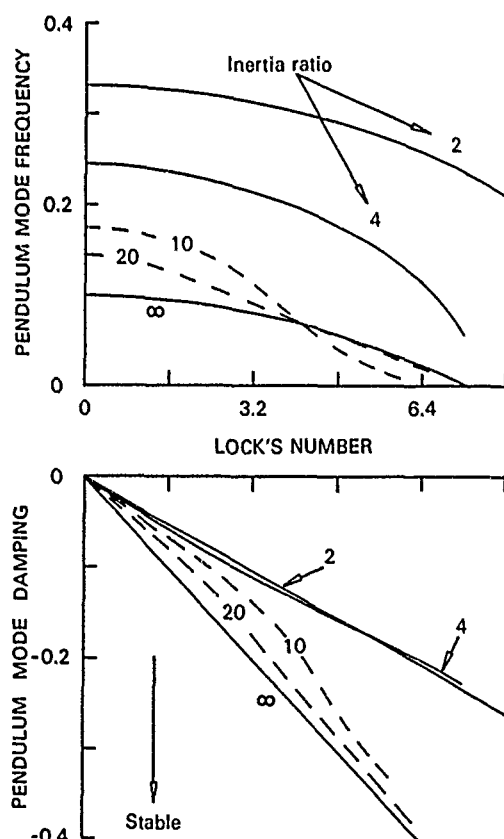 0.4
PENDULUM MODE FREQUENCY
Inertia ratio
2
0.2
4
10
20
∞
0
0 3.2 6.4
LOCK'S NUMBER
0
PENDULUM MODE DAMPING
2
20
4
10
-0.2
∞
Stable
-0.4